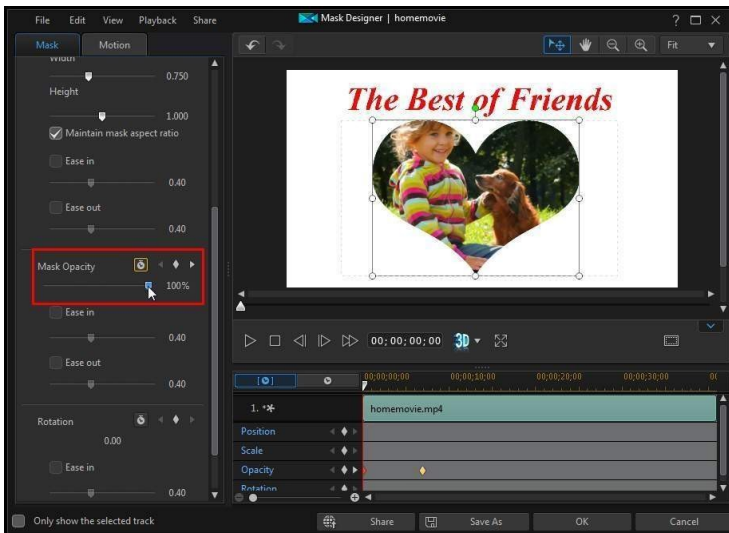 File Edit View Playback Share
Mask Designer | homemovie
? 
Mask Motion
Fit
Width
0.750
Height
1.000
Maintain mask aspect ratio
Ease in
0.40
Ease out
0.40
Mask Opacity
100%
Ease in
0.40
Ease out
0.40
Rotation
0.00
Ease in
0.40
The Best of Friends
00;00;00;00 3D
00;00;00;00 00;00;10;00 00;00;20;00 00;00;30;00 00
1. homemovie.mp4
Position
Scale
Opacity
Rotation
Only show the selected track
Share Save As OK Cancel